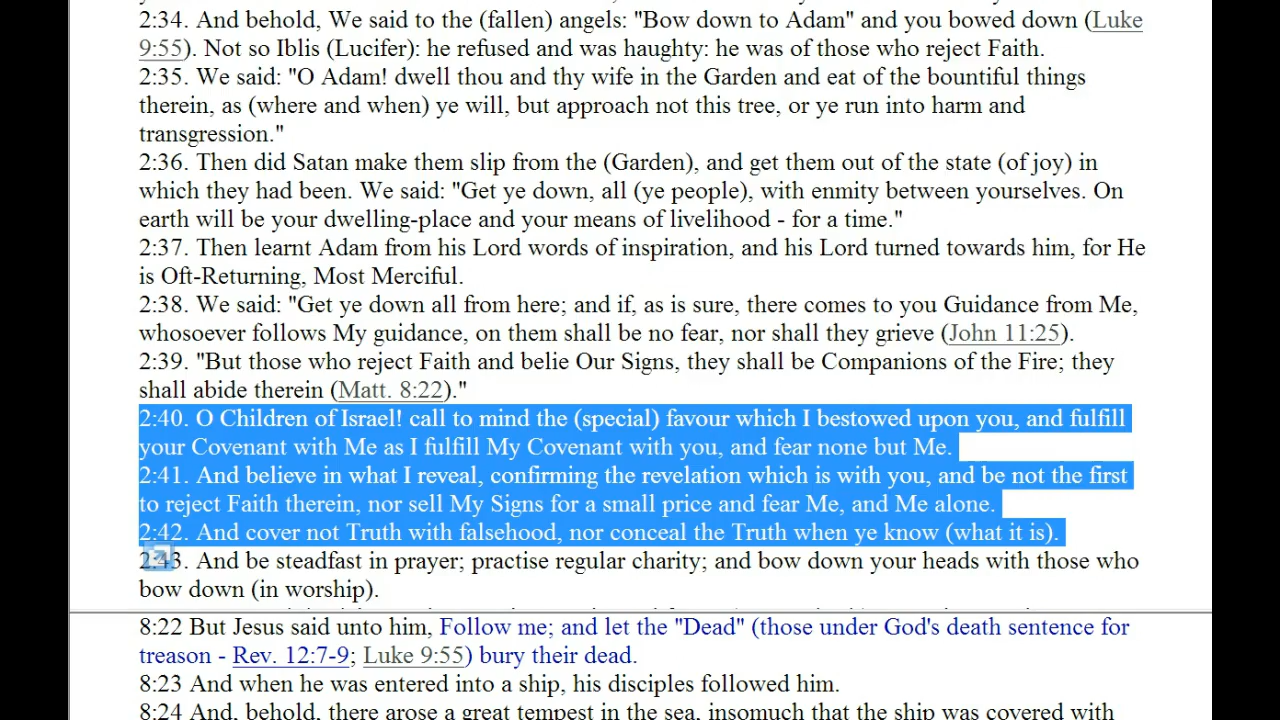 2:34. And behold, We said to the (fallen) angels: "Bow down to Adam" and you bowed down (Luke
9:55). Not so Iblis (Lucifer): he refused and was haughty: he was of those who reject Faith.
2:35. We said: "O Adam! dwell thou and thy wife in the Garden and eat of the bountiful things
therein, as (where and when) ye will, but approach not this tree, or ye run into harm and
transgression."
2:36. Then did Satan make them slip from the (Garden), and get them out of the state (of joy) in
which they had been. We said: "Get ye down, all (ye people), with enmity between yourselves. On
earth will be your dwelling-place and your means of livelihood - for a time."
2:37. Then learnt Adam from his Lord words of inspiration, and his Lord turned towards him, for He
is Oft-Returning, Most Merciful.
2:38. We said: "Get ye down all from here; and if, as is sure, there comes to you Guidance from Me,
whosoever follows My guidance, on them shall be no fear, nor shall they grieve (John 11:25).
2:39. "But those who reject Faith and belie Our Signs, they shall be Companions of the Fire; they
shall abide therein (Matt. 8:22)."
2:40. O Children of Israel! call to mind the (special) favour which I bestowed upon you, and fulfill
your Covenant with Me as I fulfill My Covenant with you, and fear none but Me.
2:41. And believe in what I reveal, confirming the revelation which is with you, and be not the first
to reject Faith therein, nor sell My Signs for a small price and fear Me, and Me alone.
2:42. And cover not Truth with falsehood, nor conceal the Truth when ye know (what it is).
2:43. And be steadfast in prayer; practise regular charity; and bow down your heads with those who
bow down (in worship).
8:22 But Jesus said unto him, Follow me; and let the "Dead" (those under God's death sentence for
treason - Rev. 12:7-9; Luke 9:55) bury their dead.
8:23 And when he was entered into a ship, his disciples followed him.
8:24 And, behold, there arose a great tempest in the sea, insomuch that the ship was covered with